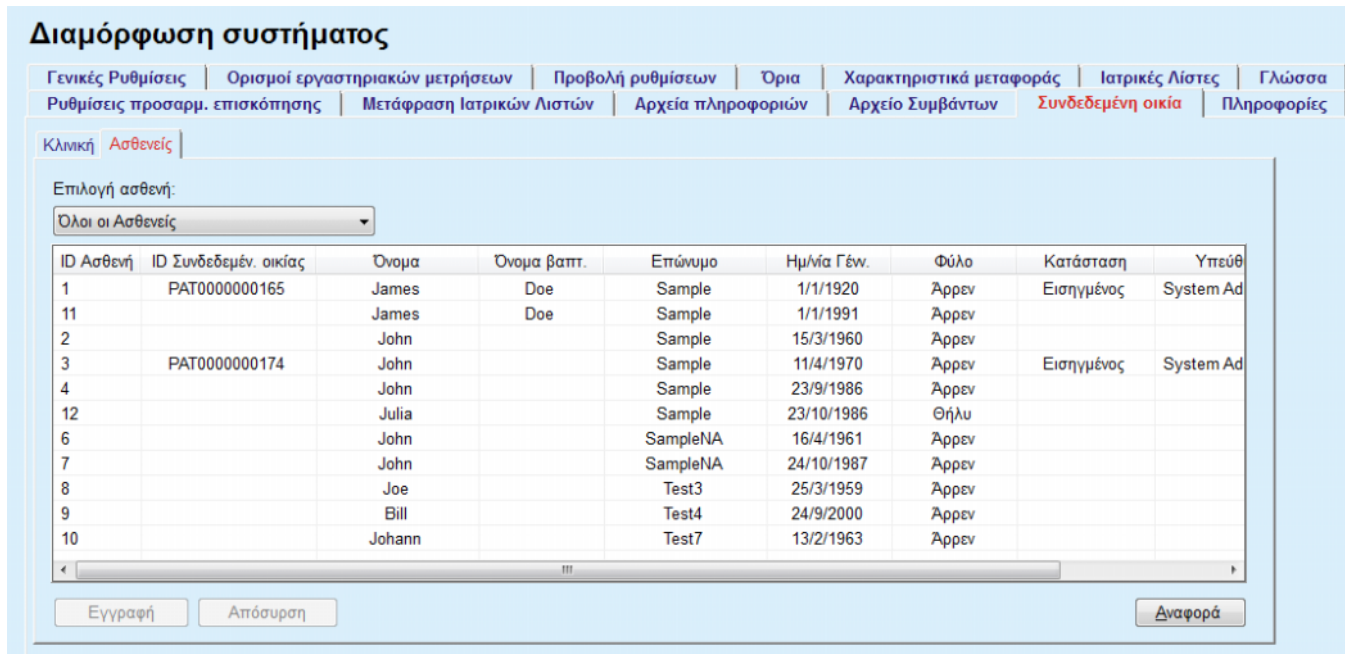 Διαμόρφωση συστήματος
Γενικές Ρυθμίσεις Ορισμοί εργαστηριακών μετρήσεων Προβολή ρυθμίσεων Όρια Χαρακτηριστικά μεταφοράς Ιατρικές Λίστες Γλώσσα
Ρυθμίσεις προσαρμ. επισκόπησης Μετάφραση Ιατρικών Λιστών Αρχεία πληροφοριών Αρχείο Συμβάντων Συνδεδεμένη οικία Πληροφορίες
Κλινική Ασθενείς
Επιλογή ασθενή:
Όλοι οι Ασθενείς
ID Ασθενή ID Συνδεδεμέν. οικίας Όνομα Όνομα βαπτ. Επώνυμο Ημ/νία Γένν. Φύλο Κατάσταση Υπεύθ
1 PAT0000000165 James Doe Sample 1/1/1920 Άρρεν Εισηγμένος System Ad
11 James Doe Sample 1/1/1991 Άρρεν
2 John Sample 15/3/1960 Άρρεν
3 PAT0000000174 John Sample 11/4/1970 Άρρεν Εισηγμένος System Ad
4 John Sample 23/9/1986 Άρρεν
12 Julia Sample 23/10/1986 Θήλυ
6 John SampleNA 16/4/1961 Άρρεν
7 John SampleNA 24/10/1987 Άρρεν
8 Joe Test3 25/3/1959 Άρρεν
9 Bill Test4 24/9/2000 Άρρεν
10 Johann Test7 13/2/1963 Άρρεν
Εγγραφή Απόσυρση Αναφορά